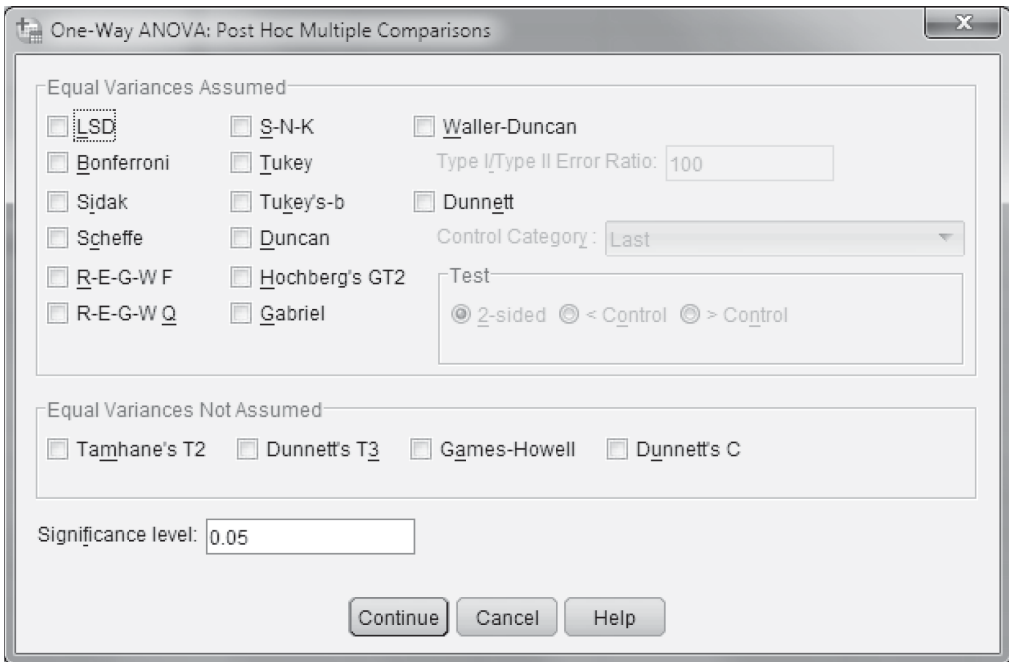 One-Way ANOVA: Post Hoc Multiple Comparisons
Equal Variances Assumed
LSD S-N-K Waller-Duncan
Bonferroni Tukey Type I/Type II Error Ratio: 100
Sidak Tukey's-b Dunnett
Scheffe Duncan Control Category : Last
R-E-G-W F Hochberg's GT2 Test
R-E-G-W Q Gabriel 2-sided < Control > Control
Equal Variances Not Assumed
Tamhane's T2 Dunnett's T3 Games-Howell Dunnett's C
Significance level: 0.05
Continue Cancel Help